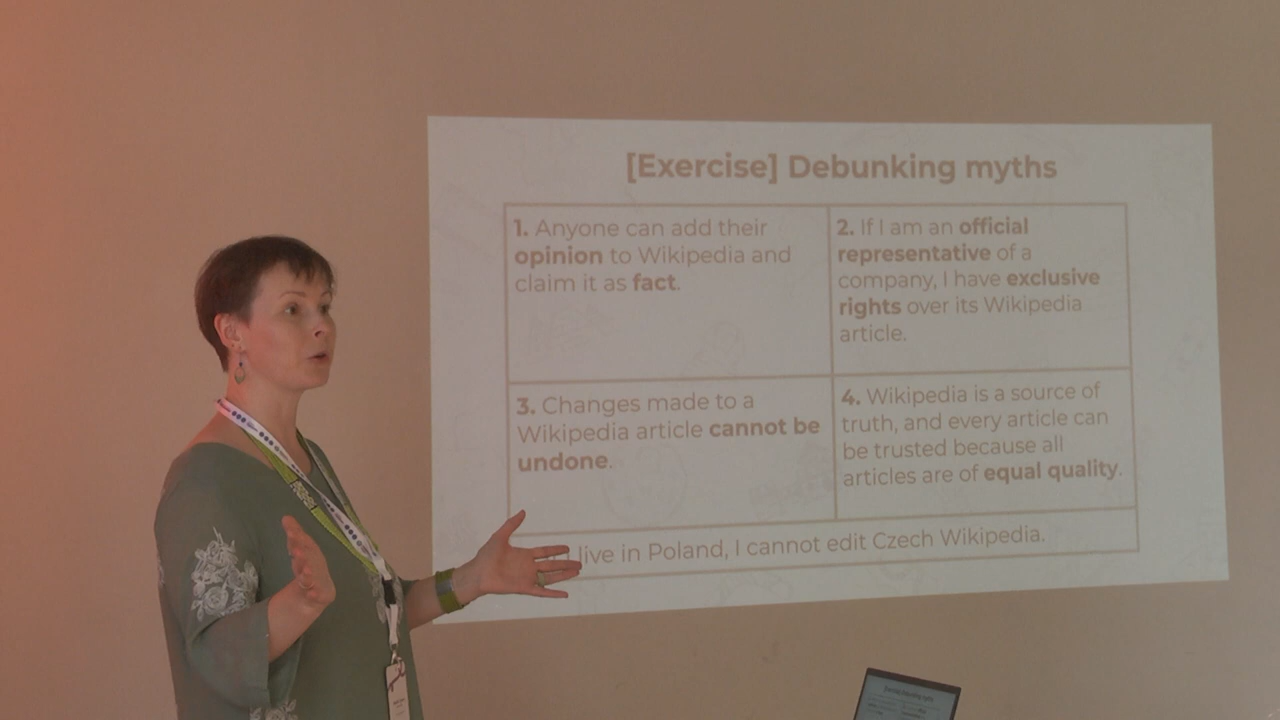 [Exercise] Debunking myths
1. Anyone can add their
opinion to Wikipedia and
claim it as fact.
2. If I am an official
representative of a
company, I have exclusive
rights over its Wikipedia
article.
3. Changes made to a
Wikipedia article cannot be
undone.
4. Wikipedia is a source of
truth, and every article can
be trusted because all
articles are of equal quality.
live in Poland, I cannot edit Czech Wikipedia.